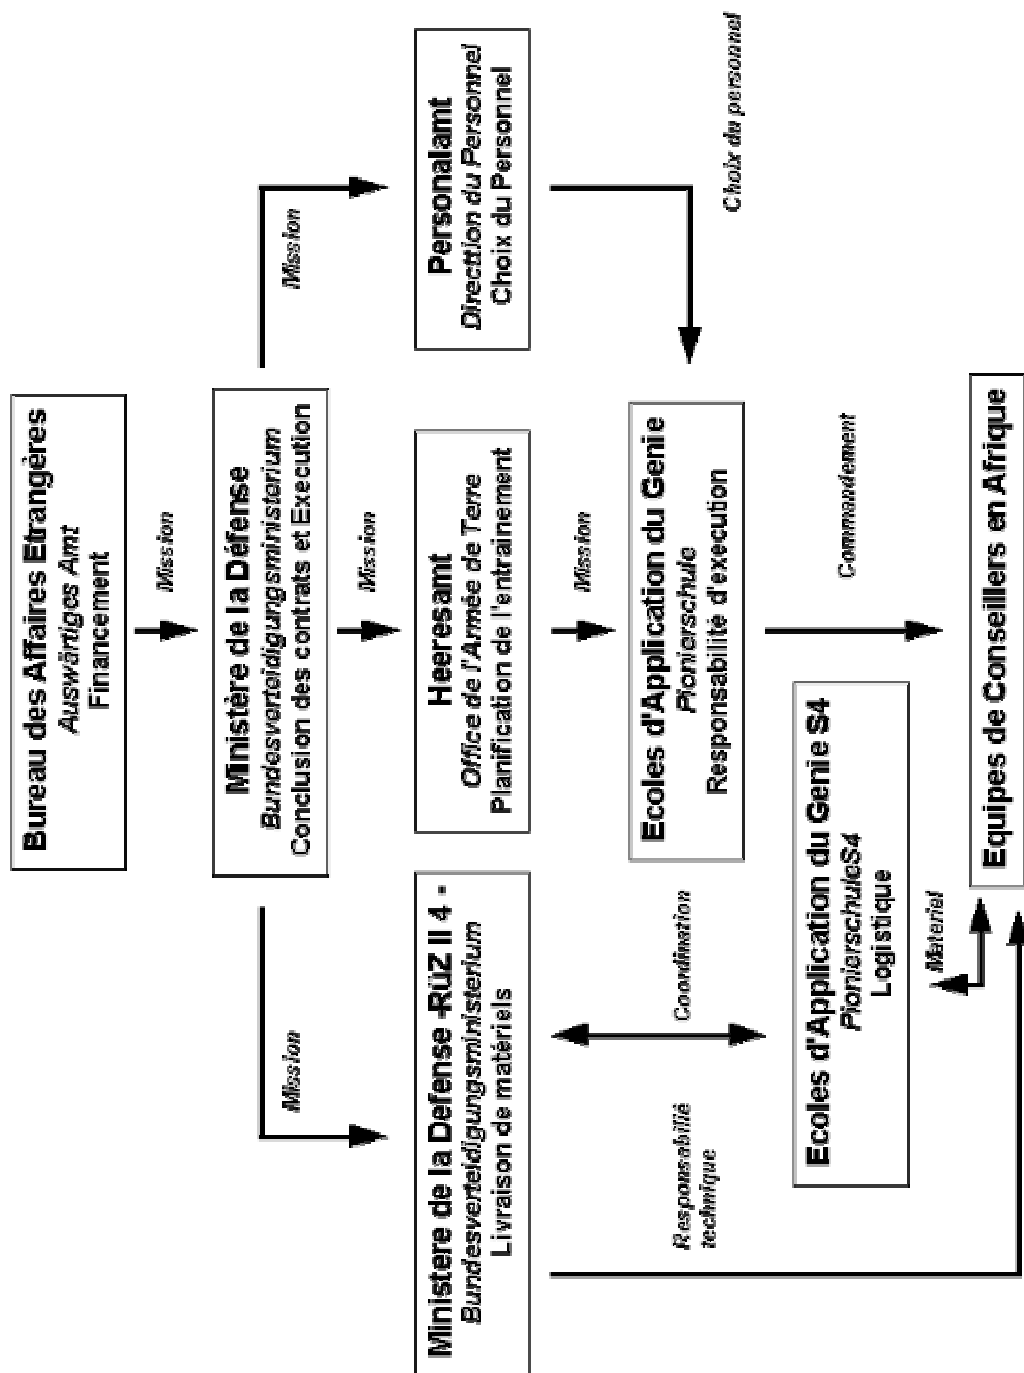 Bureau des Affaires Etrangères
Auswärtiges Amt
Financement
Mission
Ministère de la Défense
Bundesverteidigungsministerium
Conclusion des contrats et Execution
Mission
Mission
Mission
Ministere de la Defense -RüZ II 4 -
Bundesverteidigungsministerium
Livraison de matériels
Heeresamt
Office de l'Armée de Terre
Planification de l'entrainement
Personalamt
Directtion du Personnel
Choix du Personnel
Responsabilié
technique
Coordination
Mission
Choix du personnel
Ecoles d'Application du Genie
Pionierschule
Responsabilité d'execution
Commandement
Ecoles d'Application du Genie S4
PionierschuleS4
Logistique
Materiel
Equipes de Conseillers en Afrique